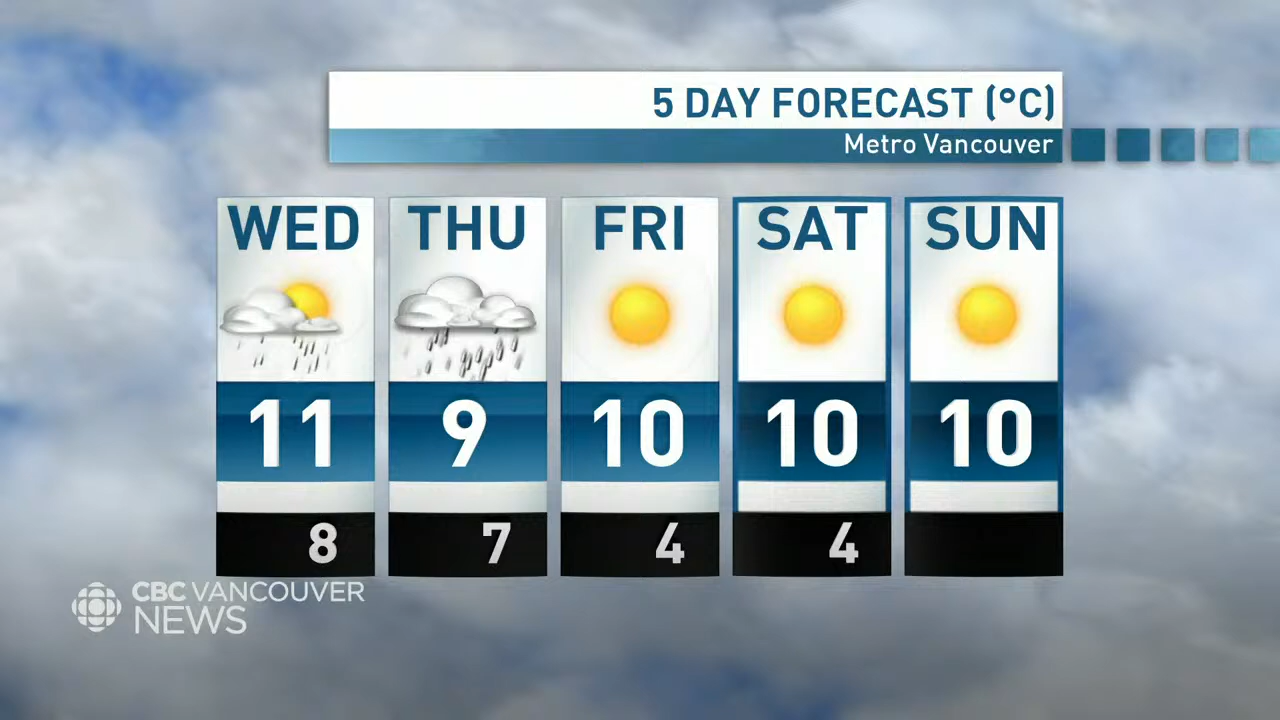 5 DAY FORECAST (°C)
Metro Vancouver
WED THU FRI SAT SUN
11 9 10 10 10
8 7 4 4
CBC VANCOUVER
NEWS